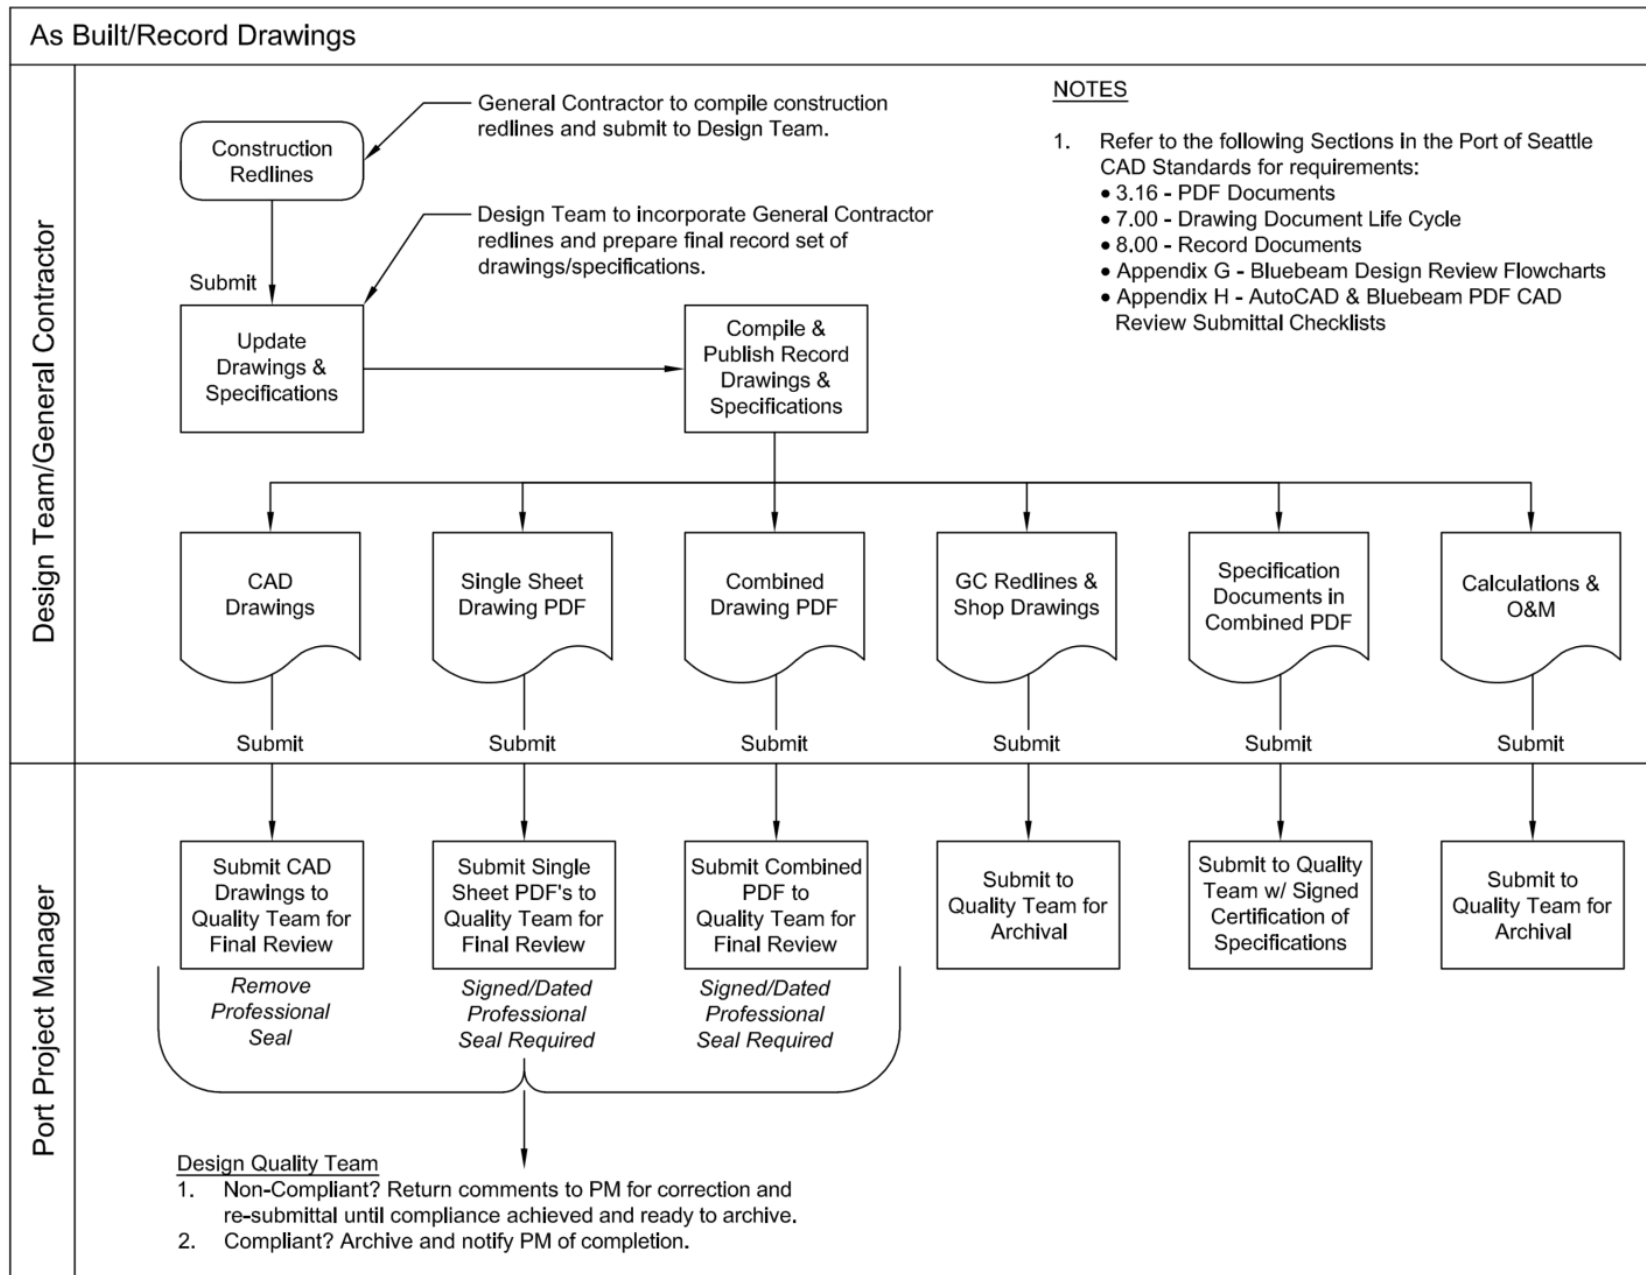 As Built/Record Drawings
Design Team/General Contractor
Construction
Redlines
General Contractor to compile construction
redlines and submit to Design Team.
Design Team to incorporate General Contractor
redlines and prepare final record set of
drawings/specifications.
Submit
Update
Drawings &
Specifications
Compile &
Publish Record
Drawings &
Specifications
NOTES
1. Refer to the following Sections in the Port of Seattle
CAD Standards for requirements:
• 3.16 - PDF Documents
• 7.00 - Drawing Document Life Cycle
• 8.00 - Record Documents
• Appendix G - Bluebeam Design Review Flowcharts
• Appendix H - AutoCAD & Bluebeam PDF CAD
Review Submittal Checklists
CAD
Drawings
Single Sheet
Drawing PDF
Combined
Drawing PDF
GC Redlines &
Shop Drawings
Specification
Documents in
Combined PDF
Calculations &
O&M
Submit
Submit
Submit
Submit
Submit
Submit
Port Project Manager
Submit CAD
Drawings to
Quality Team for
Final Review
Remove
Professional
Seal
Submit Single
Sheet PDF's to
Quality Team for
Final Review
Signed/Dated
Professional
Seal Required
Submit Combined
PDF to
Quality Team for
Final Review
Signed/Dated
Professional
Seal Required
Submit to
Quality Team for
Archival
Submit to Quality
Team w/ Signed
Certification of
Specifications
Submit to
Quality Team for
Archival
Design Quality Team
1. Non-Compliant? Return comments to PM for correction and
re-submittal until compliance achieved and ready to archive.
2. Compliant? Archive and notify PM of completion.